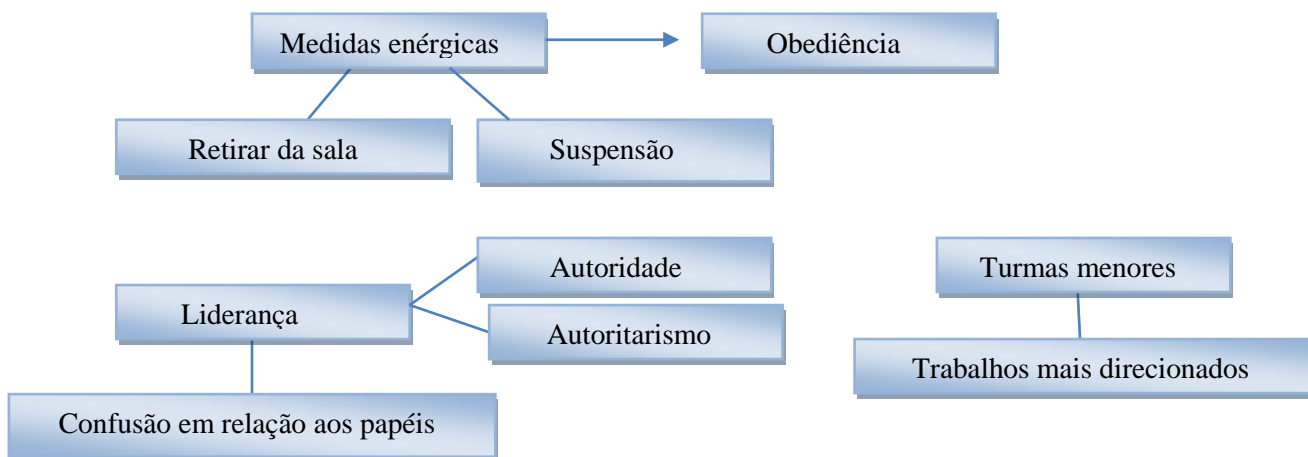 Medidas enérgicas
Obediência
Retirar da sala
Suspensão
Autoridade
Turmas menores
Liderança
Autoritarismo
Trabalhos mais direcionados
Confusão em relação aos papéis